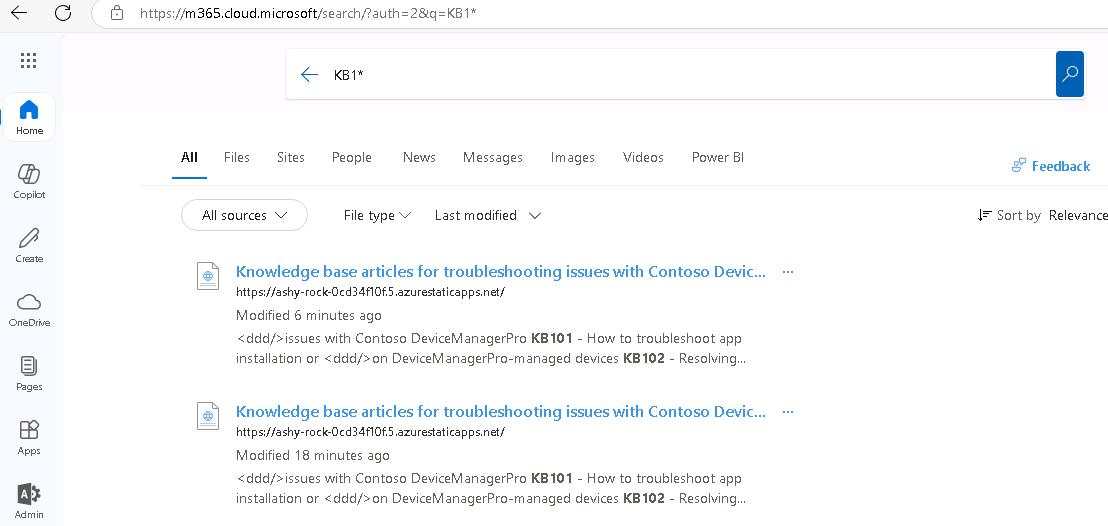 https://m365.cloud.microsoft/search/?auth=2&q=KB1*
KB1*
Home
Copilot
Create
OneDrive
Pages
Apps
Admin
All Files Sites People News Messages Images Videos Power BI
Feedback
All sources File type Last modified
Sort by Relevance
Knowledge base articles for troubleshooting issues with Contoso Devic... ...
https://ashy-rock-0cd34f10f.5.azurestaticapps.net/
Modified 6 minutes ago
<ddd/>issues with Contoso DeviceManagerPro KB101 - How to troubleshoot app
installation or <ddd/>on DeviceManagerPro-managed devices KB102 - Resolving...
Knowledge base articles for troubleshooting issues with Contoso Devic... ...
https://ashy-rock-0cd34f10f.5.azurestaticapps.net/
Modified 18 minutes ago
<ddd/>issues with Contoso DeviceManagerPro KB101 - How to troubleshoot app
installation or <ddd/>on DeviceManagerPro-managed devices KB102 - Resolving...